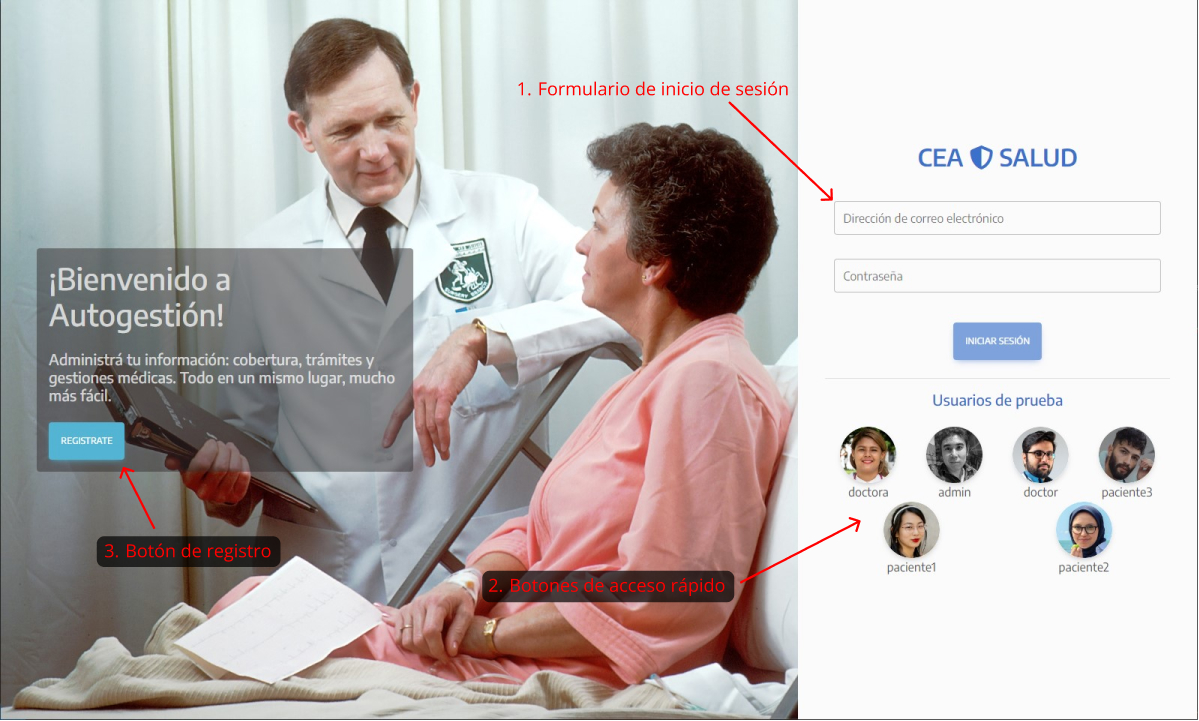 1. Formulario de inicio de sesión
CEA SALUD
Dirección de correo electrónico
Contraseña
INICIAR SESIÓN
¡Bienvenido a
Autogestión!
Administrá tu información: cobertura, trámites y
gestiones médicas. Todo en un mismo lugar, mucho
más fácil.
REGISTRATE
3. Botón de registro
Usuarios de prueba
doctora
admin
doctor
paciente3
paciente1
paciente2
2. Botones de acceso rápido